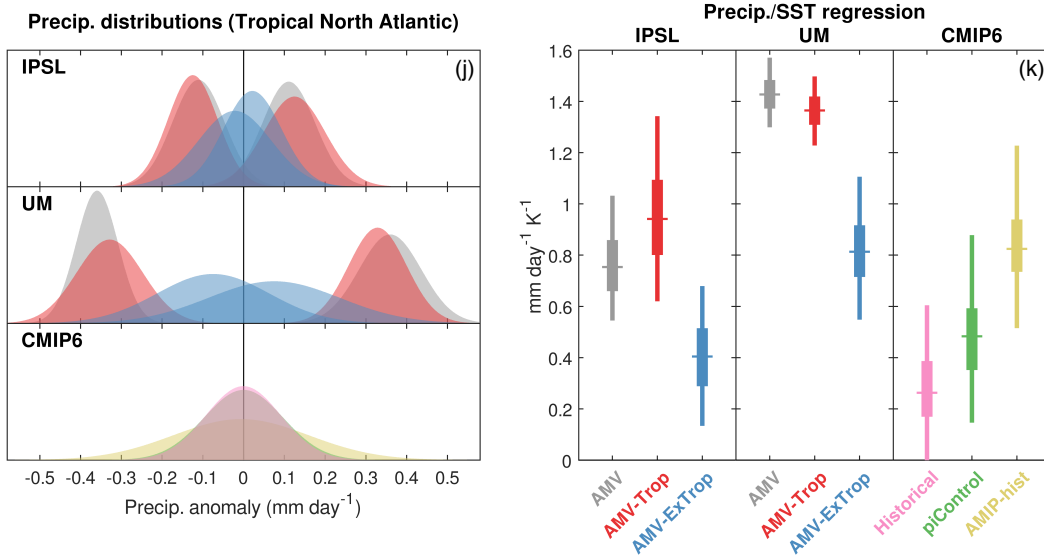 Precip. distributions (Tropical North Atlantic)
IPSL
(j)
UM
CMIP6
-0.5 -0.4 -0.3 -0.2 -0.1 0 0.1 0.2 0.3 0.4 0.5
Precip. anomaly (mm day-1)
Precip./SST regression
IPSL UM CMIP6
(k)
1.6
1.4
1.2
1
0.8
0.6
0.4
0.2
0
mm day-1 K-1
AMV
AMV-Trop
AMV-ExTrop
AMV
AMV-Trop
AMV-ExTrop
Historical
piControl
AMIP-hist